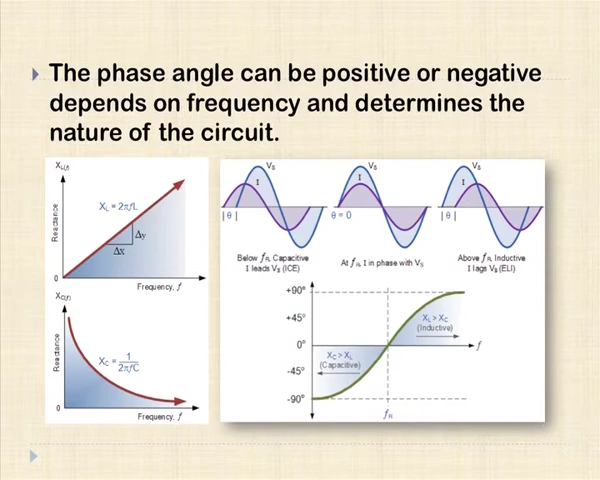 The phase angle can be positive or negative
depends on frequency and determines the
nature of the circuit.
XL(f)
Reactance
XL = 2πfL
Δy
Δx
0
Frequency, f
XC(f)
Reactance
XC = 1/2πfC
0
Frequency, f
VS
I
|θ|
Below fR, Capacitive
I leads VS (ICE)
VS
I
θ = 0
At fR, I in phase with VS
VS
I
|θ|
Above fR, Inductive
I lags VS (ELI)
+90°
+45°
0°
-45°
-90°
XL > XC
(Inductive)
XC > XL
(Capacitive)
f
fR